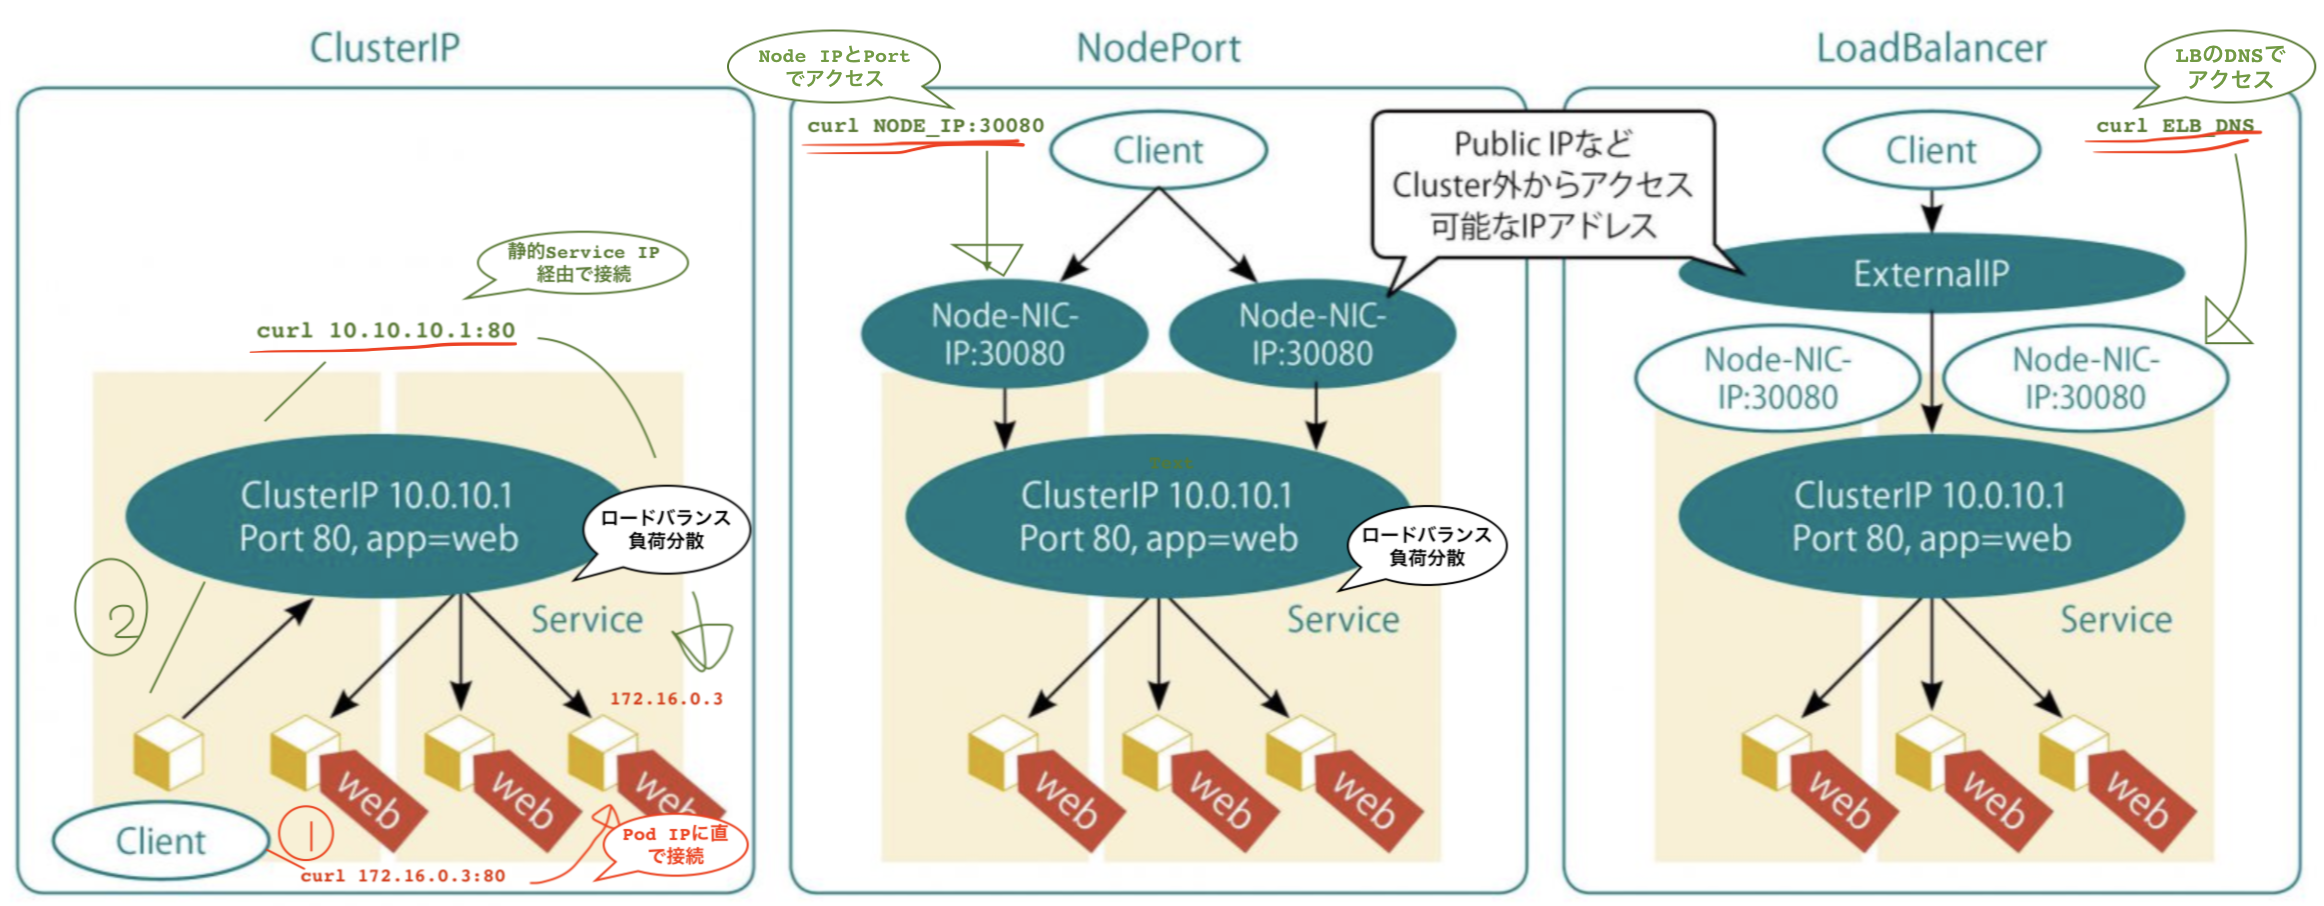 ClusterIP
静的Service IP
経由で接続
curl 10.10.10.1:80
ClusterIP 10.0.10.1
Port 80, app=web
ロードバランス
負荷分散
2
Service
172.16.0.3
web
web
web
Client
1
curl 172.16.0.3:80
Pod IPに直
で接続
NodePort
Node IPとPort
でアクセス
curl NODE_IP:30080
Client
Public IPなど
Cluster外からアクセス
可能なIPアドレス
Node-NIC-
IP:30080
Node-NIC-
IP:30080
Test
ClusterIP 10.0.10.1
Port 80, app=web
ロードバランス
負荷分散
Service
web
web
web
LoadBalancer
LBのDNSで
アクセス
curl ELB_DNS
Client
ExternalIP
Node-NIC-
IP:30080
Node-NIC-
IP:30080
ClusterIP 10.0.10.1
Port 80, app=web
Service
web
web
web